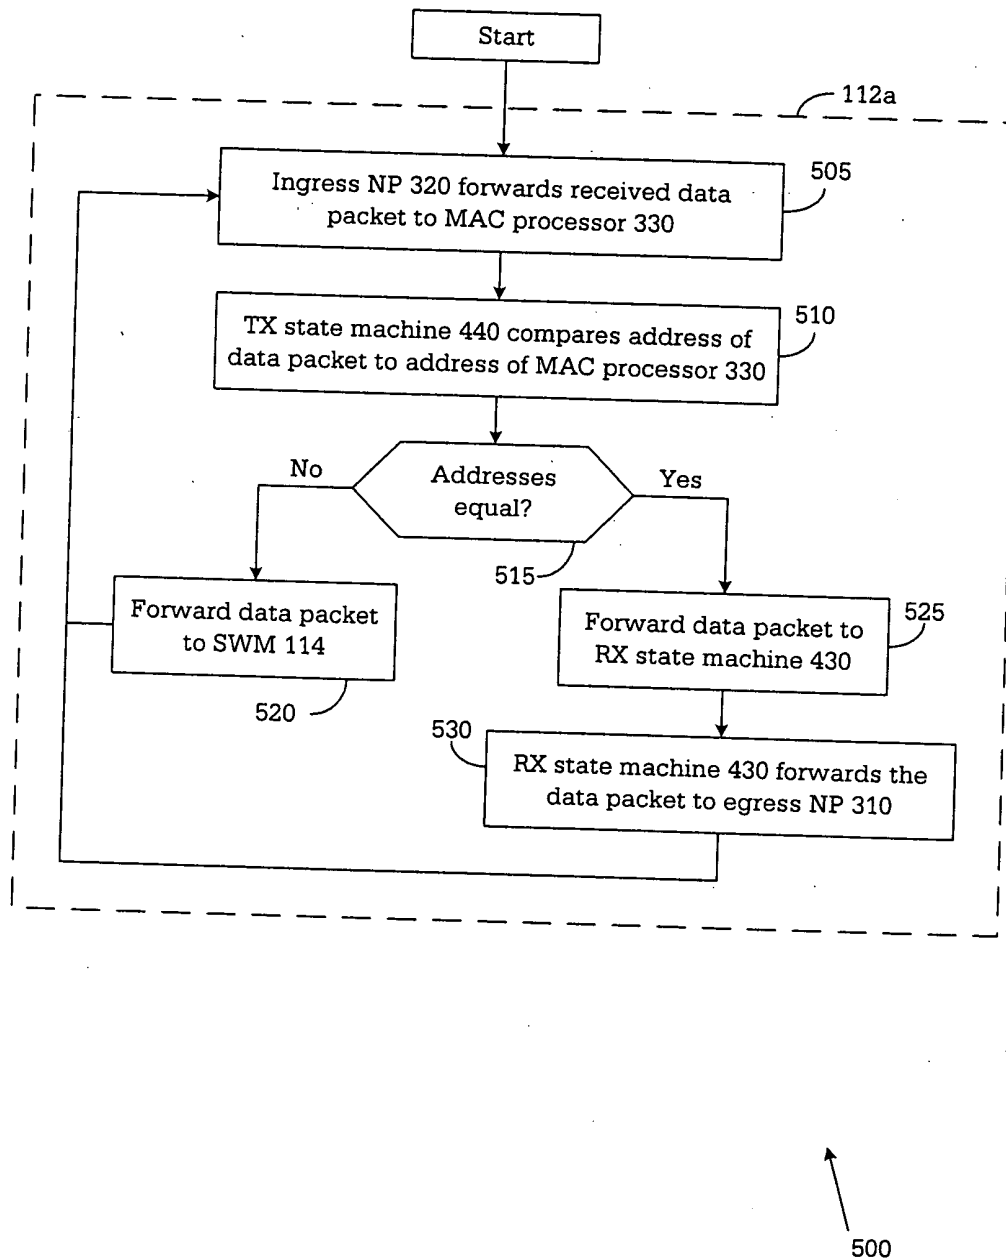 Start
112a
Ingress NP 320 forwards received data
packet to MAC processor 330
505
TX state machine 440 compares address of
data packet to address of MAC processor 330
510
No
Addresses
equal?
Yes
515
Forward data packet
to SWM 114
520
Forward data packet to
RX state machine 430
525
530
RX state machine 430 forwards the
data packet to egress NP 310
500